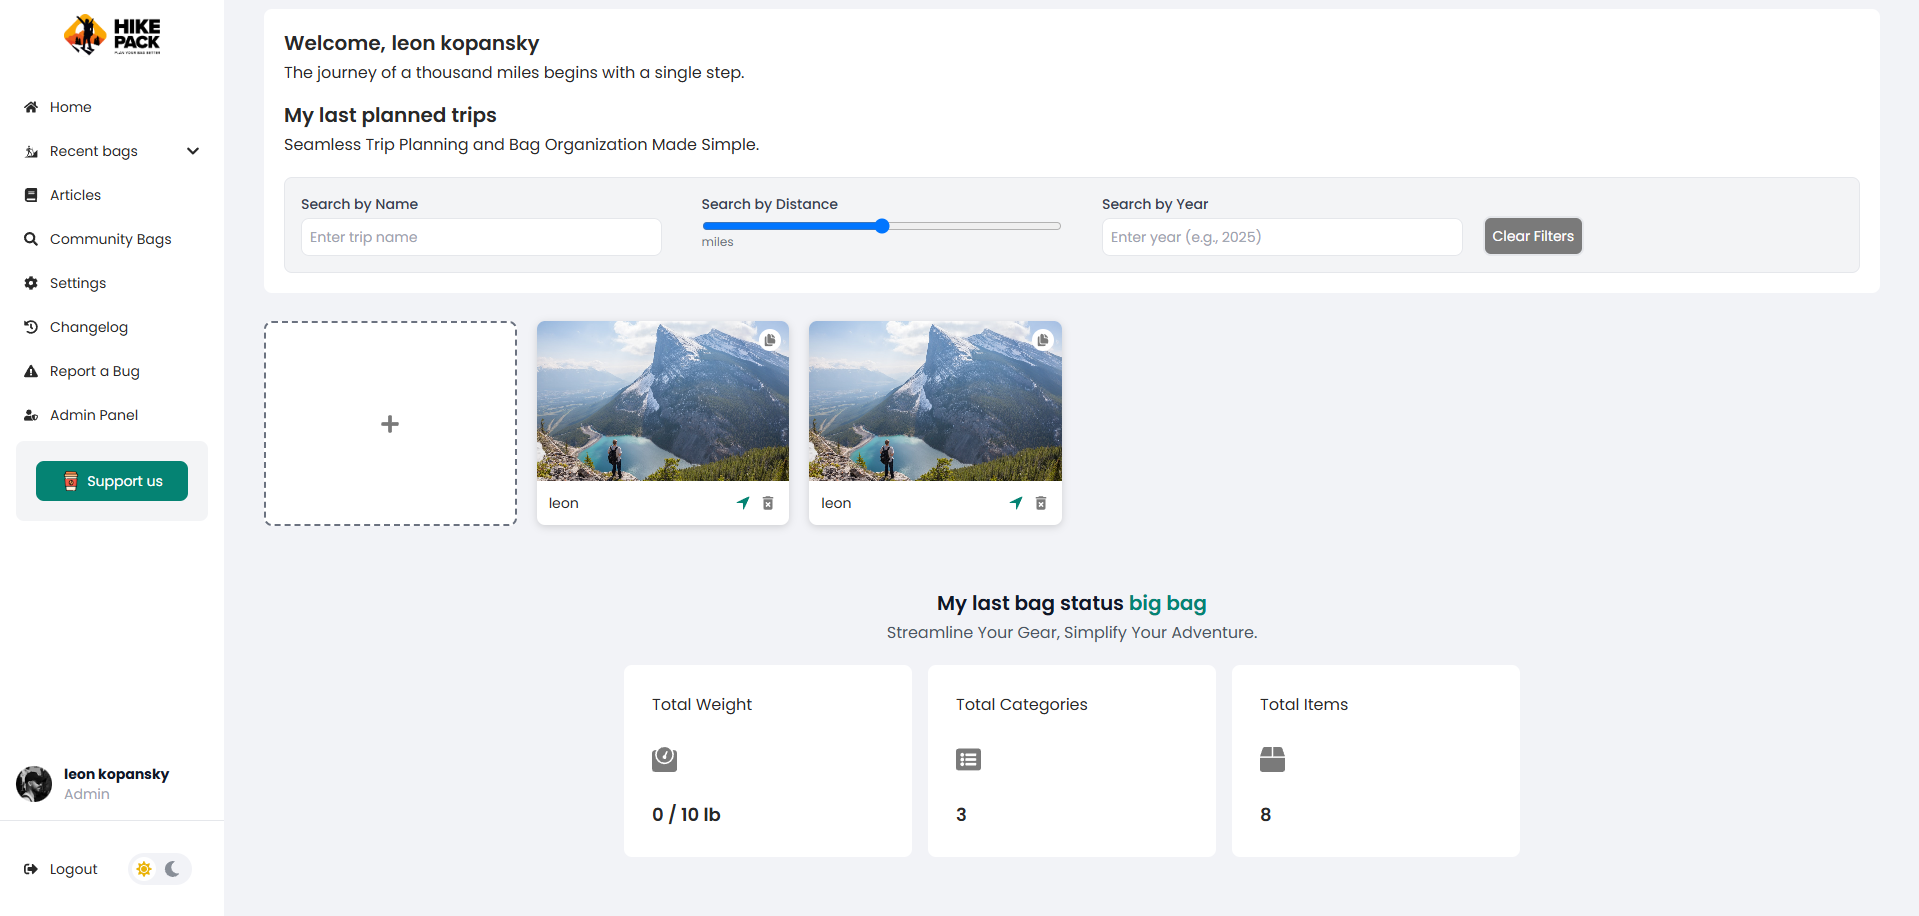 HIKE
PACK
PLAN YOUR BAG BETTER
Home
Recent bags
Articles
Community Bags
Settings
Changelog
Report a Bug
Admin Panel
Support us
leon kopansky
Admin
Logout
Welcome, leon kopansky
The journey of a thousand miles begins with a single step.
My last planned trips
Seamless Trip Planning and Bag Organization Made Simple.
Search by Name
Enter trip name
Search by Distance
miles
Search by Year
Enter year (e.g., 2025)
Clear Filters
leon
leon
My last bag status big bag
Streamline Your Gear, Simplify Your Adventure.
Total Weight
0 / 10 lb
Total Categories
3
Total Items
8